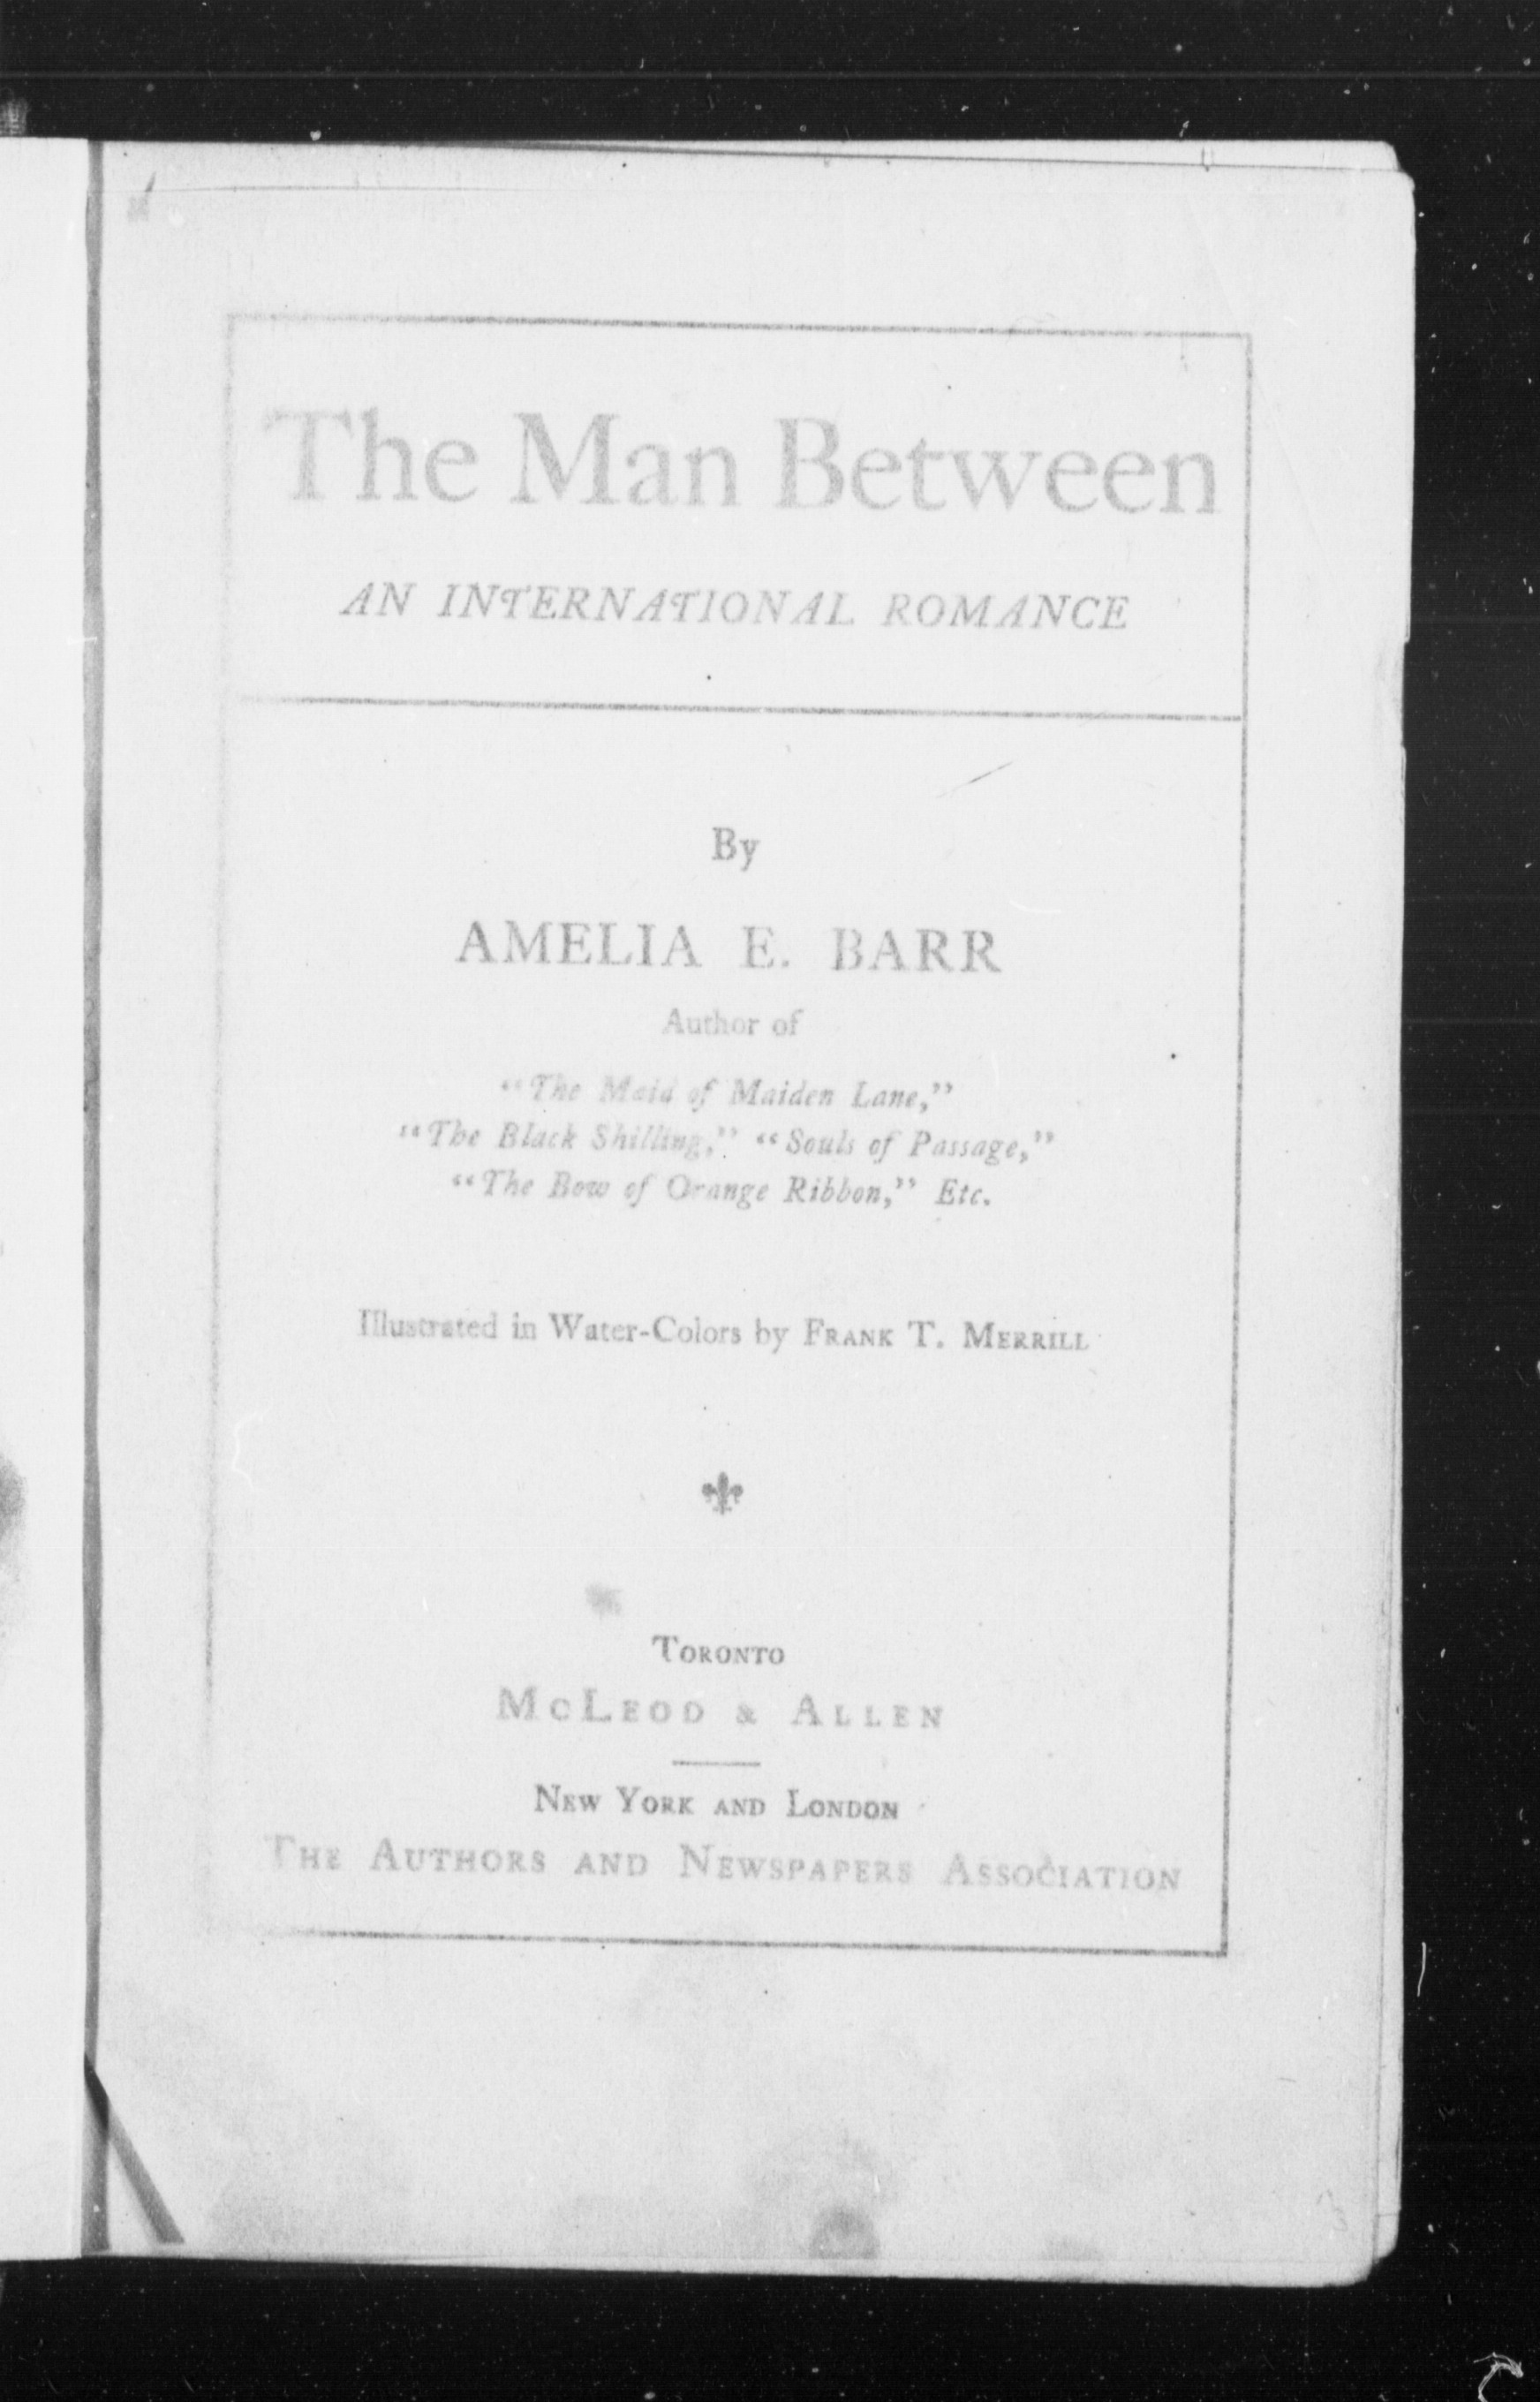 The Man Between
AN INTERNATIONAL ROMANCE
By
AMELIA E. BARR
Author of
“The Maid of Maiden Lane,”
“The Black Shilling,” “Souls of Passage,”
“The Bow of Orange Ribbon,” Etc.
Illustrated in Water-Colors by FRANK T. MERRILL
TORONTO
MCLEOD & ALLEN
NEW YORK AND LONDON
THE AUTHORS AND NEWSPAPERS ASSOCIATION